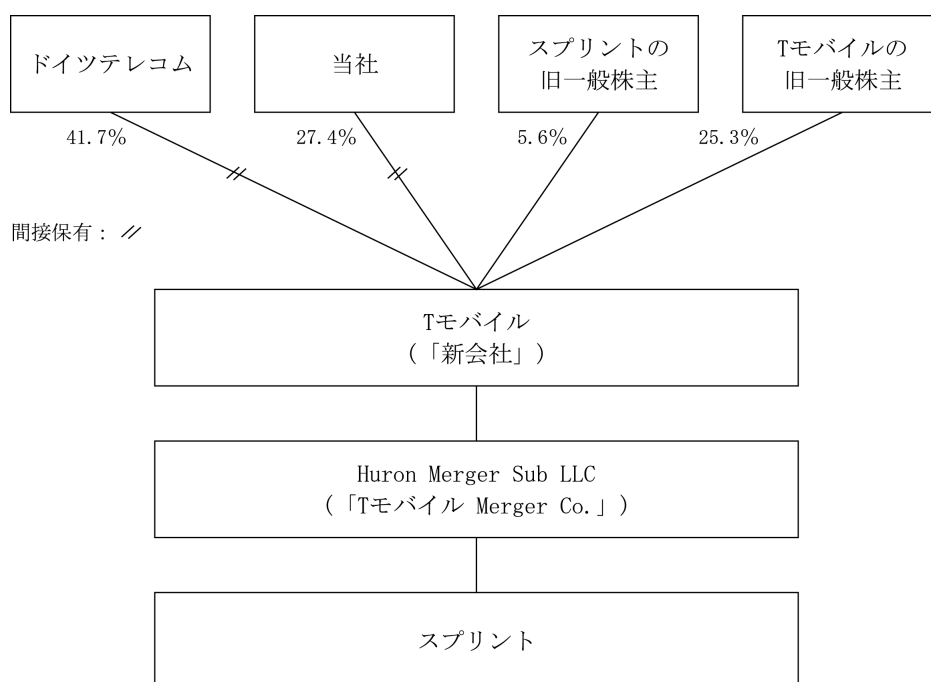 ドイツテレコム
当社
スプリントの
旧一般株主
Tモバイルの
旧一般株主
41.7%
27.4%
5.6%
25.3%
間接保有：
Tモバイル
（「新会社」）
Huron Merger Sub LLC
（「Tモバイル Merger Co.」）
スプリント